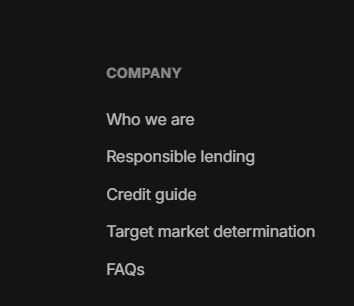 COMPANY
Who we are
Responsible lending
Credit guide
Target market determination
FAQs